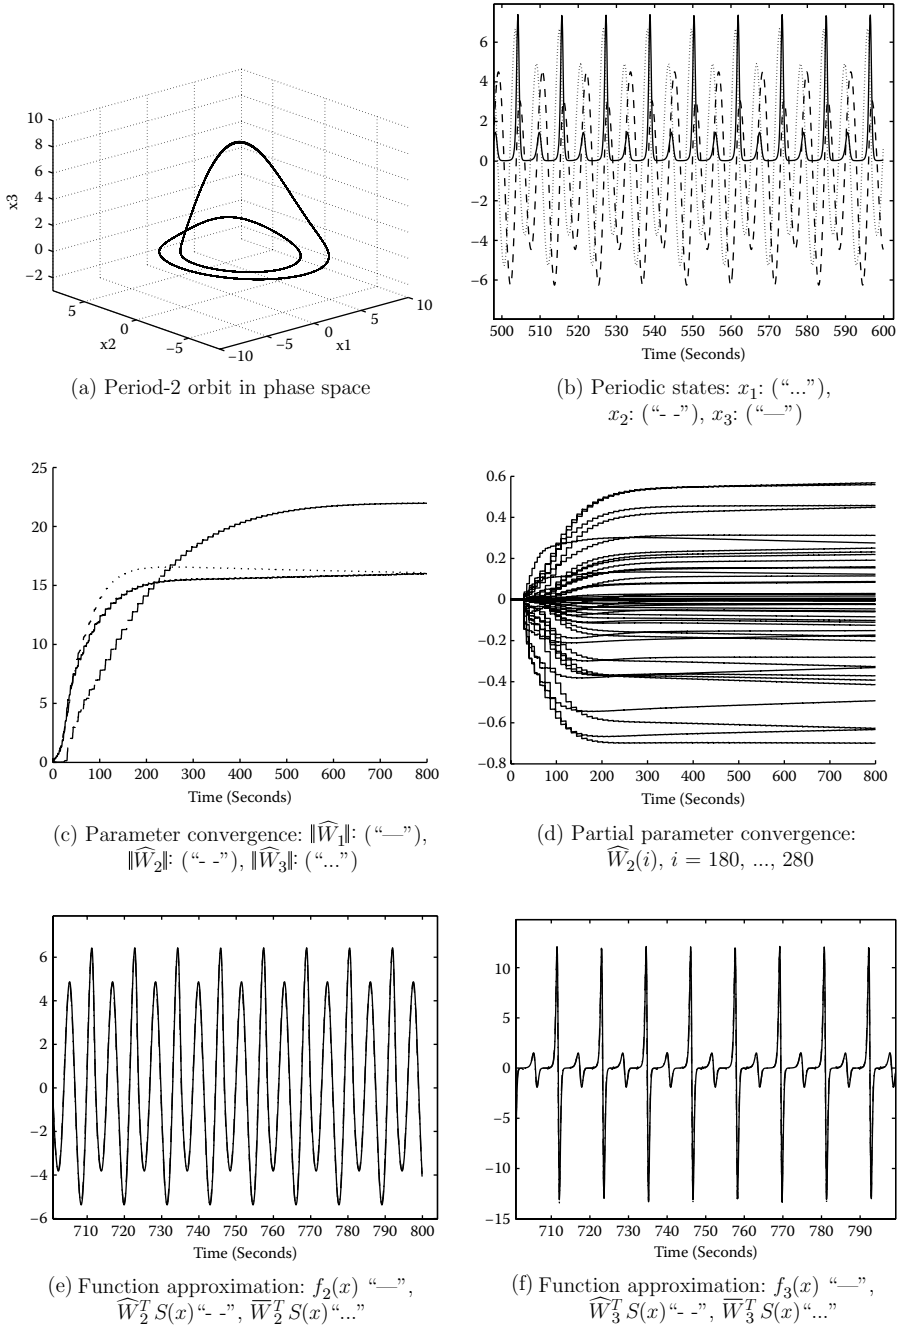 10
8
6
4
2
0
−2
x3
5
0
−5
x2
−10
−5
0
5
10
x1
(a) Period-2 orbit in phase space
6
4
2
0
−2
−4
−6
500 510 520 530 540 550 560 570 580 590 600
Time (Seconds)
(b) Periodic states: x1: (“...”),
x2: (“- -”), x3: (“—”)
25
20
15
10
5
0
0 100 200 300 400 500 600 700 800
Time (Seconds)
(c) Parameter convergence: ‖Ŵ1‖: (“—”),
‖Ŵ2‖: (“- -”), ‖Ŵ3‖: (“...”)
0.6
0.4
0.2
0
−0.2
−0.4
−0.6
−0.8
0 100 200 300 400 500 600 700 800
Time (Seconds)
(d) Partial parameter convergence:
Ŵ2(i), i = 180, ..., 280
6
4
2
0
−2
−4
−6
710 720 730 740 750 760 770 780 790 800
Time (Seconds)
(e) Function approximation: f2(x) “—”,
Ŵ2ᵀ S(x)“- -”, W̄2ᵀ S(x)“...”
10
5
0
−5
−10
−15
710 720 730 740 750 760 770 780 790
Time (Seconds)
(f) Function approximation: f3(x) “—”,
Ŵ3ᵀ S(x)“- -”, W̄3ᵀ S(x)“...”